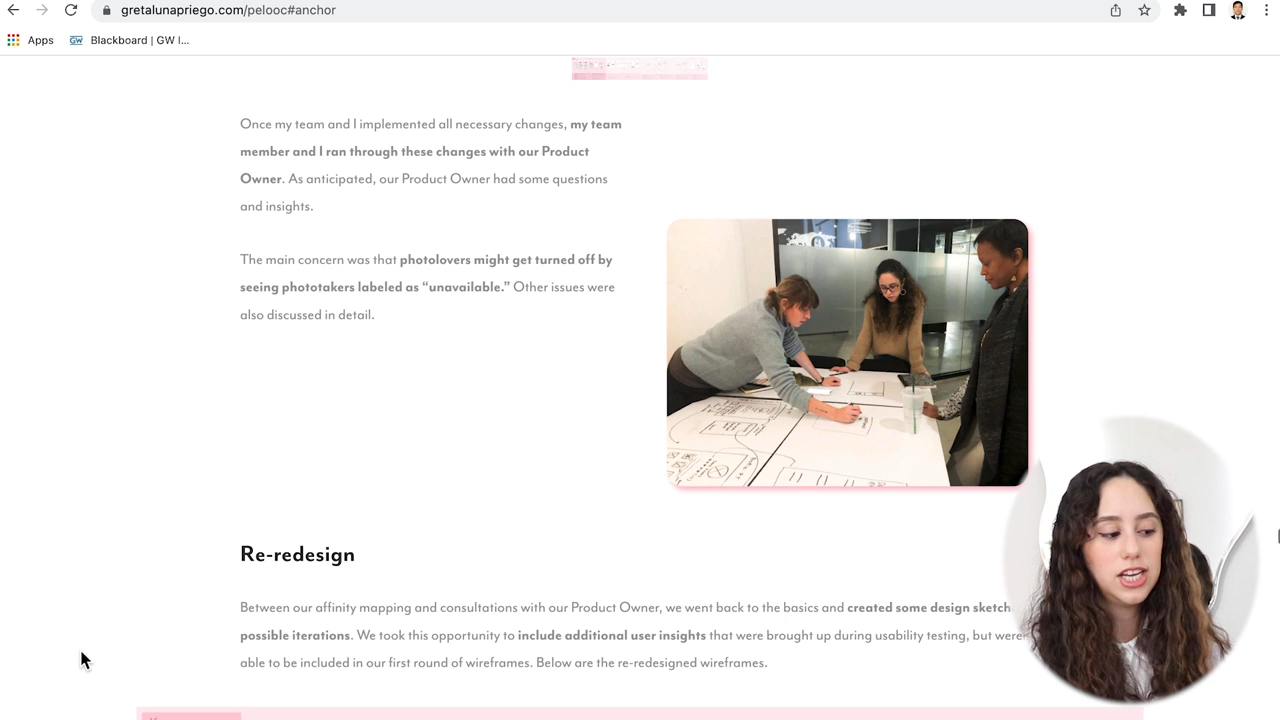 gretalunapriego.com/pelooc#anchor
Apps
GW
Blackboard | GW I...
Once my team and I implemented all necessary changes, my team
member and I ran through these changes with our Product
Owner. As anticipated, our Product Owner had some questions
and insights.
The main concern was that photolovers might get turned off by
seeing phototakers labeled as “unavailable.” Other issues were
also discussed in detail.
Re-redesign
Between our affinity mapping and consultations with our Product Owner, we went back to the basics and created some design
possible iterations. We took this opportunity to include additional user insights that were brought up during usability testing, but were
able to be included in our first round of wireframes. Below are the re-redesigned wireframes.